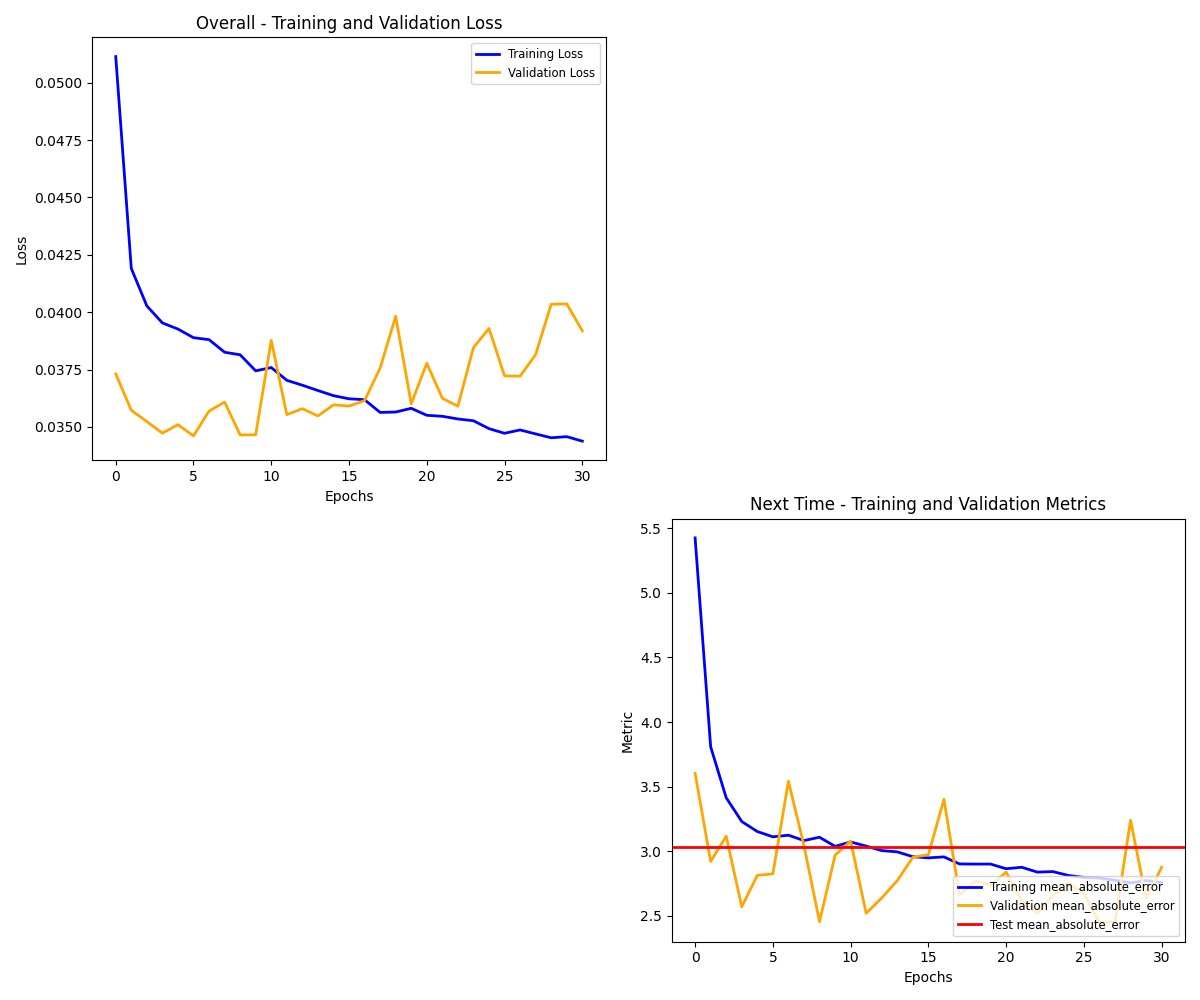 Overall - Training and Validation Loss
Training Loss
Validation Loss
0.0500
0.0475
0.0450
0.0425
0.0400
0.0375
0.0350
Loss
0 5 10 15 20 25 30
Epochs
Next Time - Training and Validation Metrics
5.5
5.0
4.5
4.0
3.5
3.0
2.5
Metric
Training mean_absolute_error
Validation mean_absolute_error
Test mean_absolute_error
0 5 10 15 20 25 30
Epochs